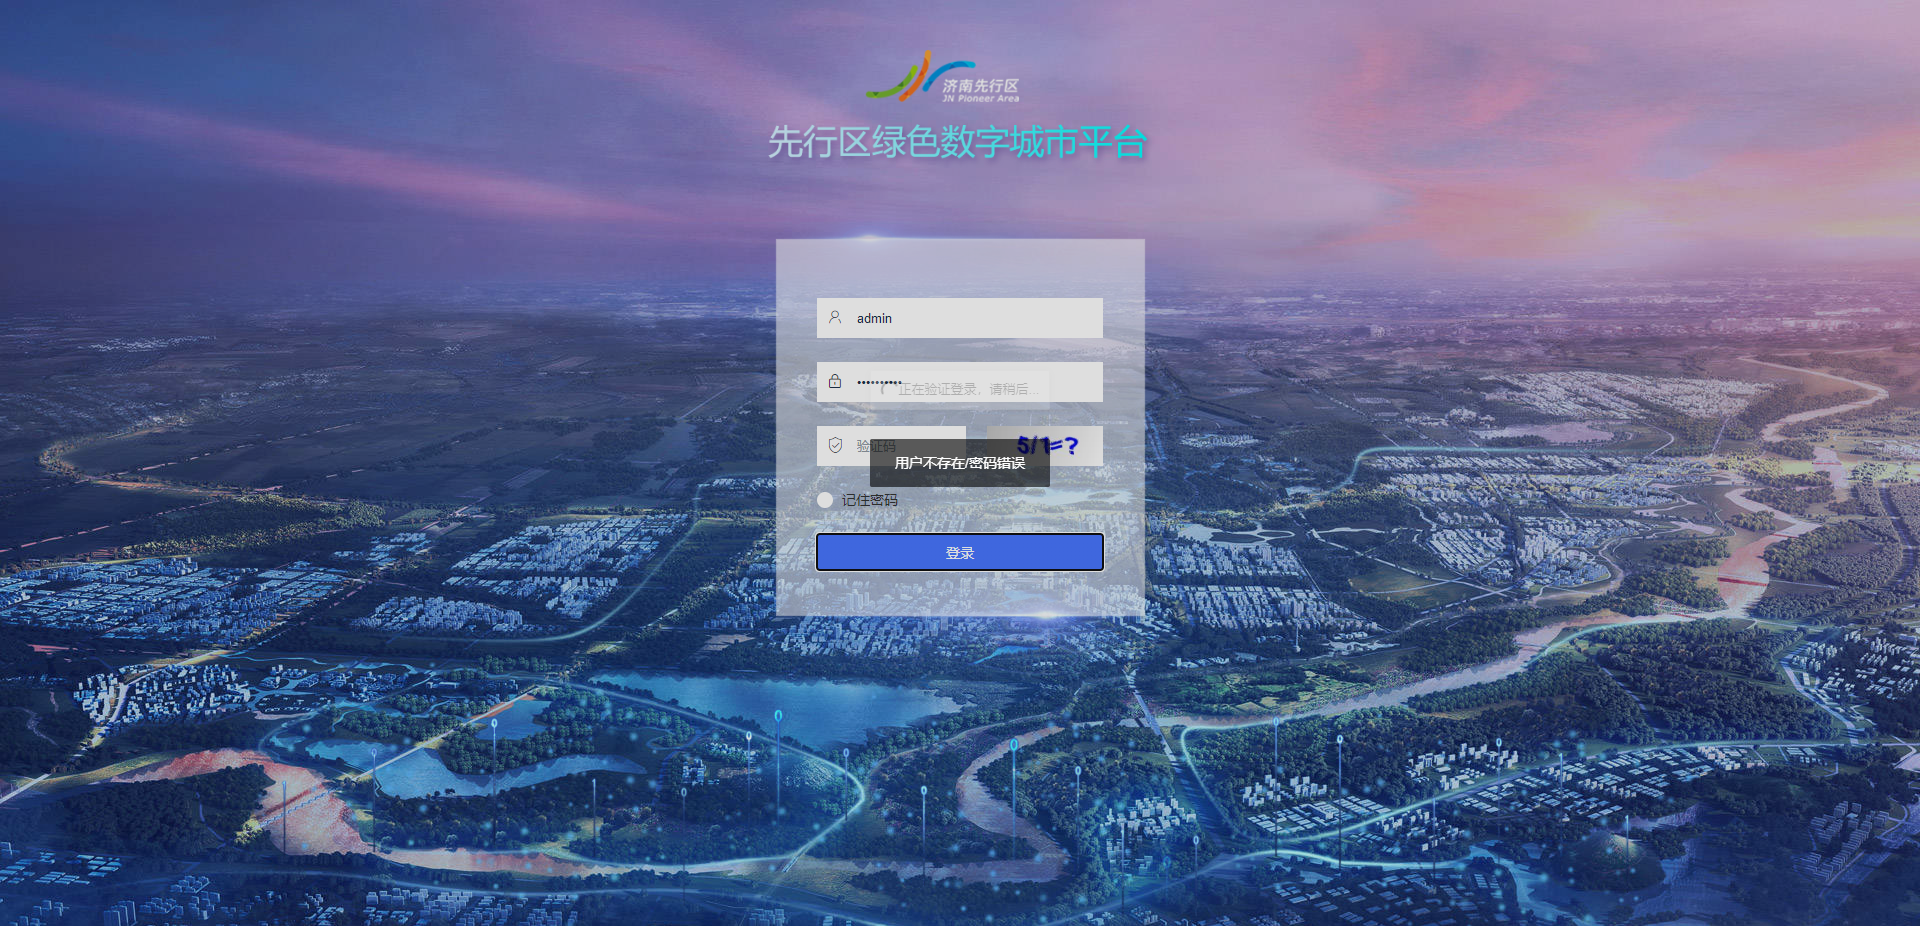 济南先行区
JN Pioneer Area
先行区绿色数字城市平台
admin
正在验证登录，请稍后...
验证码
5/1=?
用户不存在/密码错误
记住密码
登录